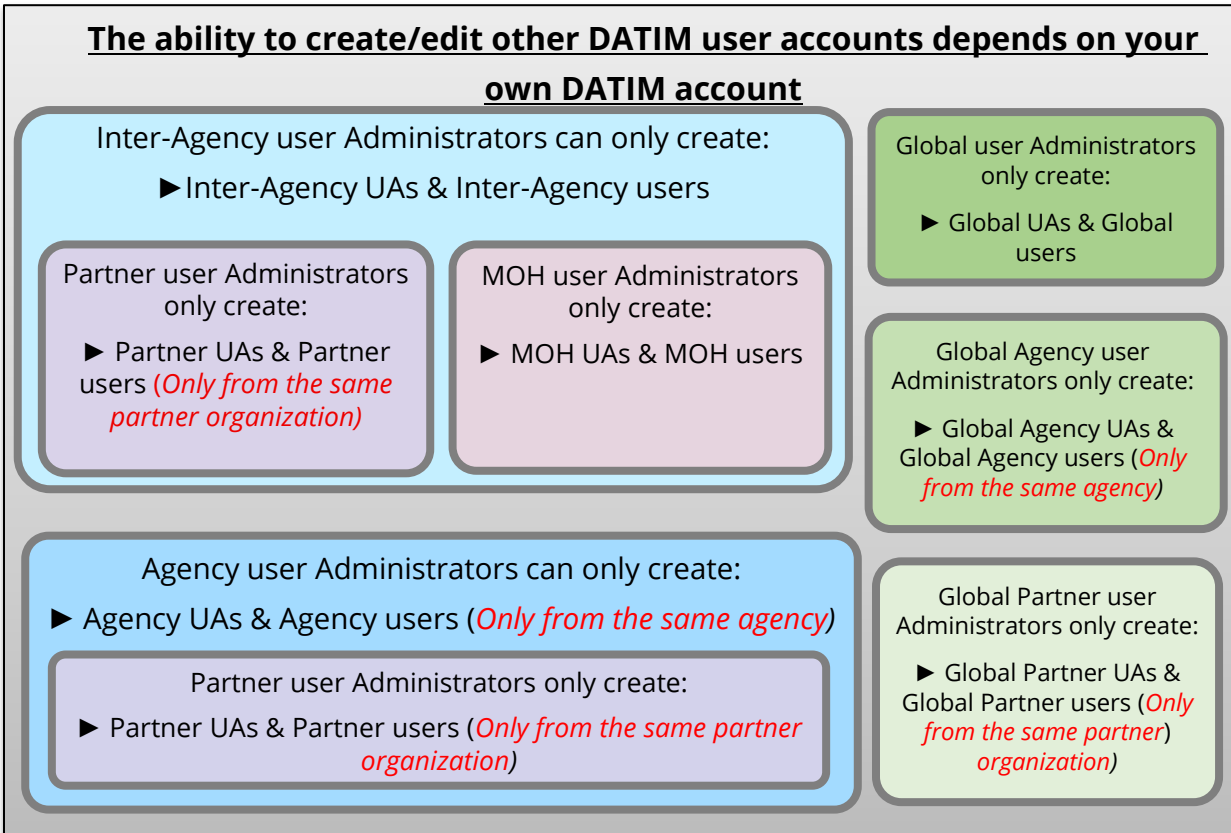 The ability to create/edit other DATIM user accounts depends on your
own DATIM account
Inter-Agency user Administrators can only create:
►Inter-Agency UAs & Inter-Agency users
Partner user Administrators
only create:
► Partner UAs & Partner
users (Only from the same
partner organization)
MOH user Administrators
only create:
► MOH UAs & MOH users
Agency user Administrators can only create:
► Agency UAs & Agency users (Only from the same agency)
Partner user Administrators only create:
► Partner UAs & Partner users (Only from the same partner
organization)
Global user Administrators
only create:
► Global UAs & Global
users
Global Agency user
Administrators only create:
► Global Agency UAs &
Global Agency users (Only
from the same agency)
Global Partner user
Administrators only create:
► Global Partner UAs &
Global Partner users (Only
from the same partner)
organization)